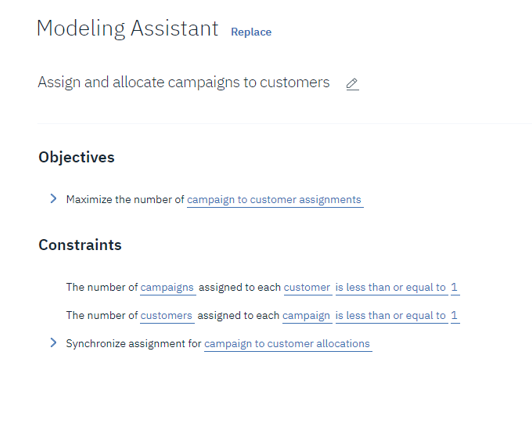 Modeling Assistant Replace
Assign and allocate campaigns to customers
Objectives
Maximize the number of campaign to customer assignments
Constraints
The number of campaigns assigned to each customer is less than or equal to 1
The number of customers assigned to each campaign is less than or equal to 1
Synchronize assignment for campaign to customer allocations